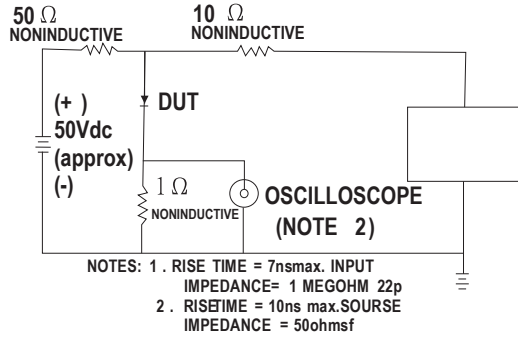 50 Ω
NONINDUCTIVE
10 Ω
NONINDUCTIVE
(+ )
50Vdc
(approx)
(-)
DUT
1 Ω
NONINDUCTIVE
OSCILLOSCOPE
(NOTE 2)
NOTES: 1 . RISE TIME = 7nsmax. INPUT
IMPEDANCE= 1 MEGOHM 22p
2 . RISETIME = 10ns max.SOURSE
IMPEDANCE = 50ohmsf